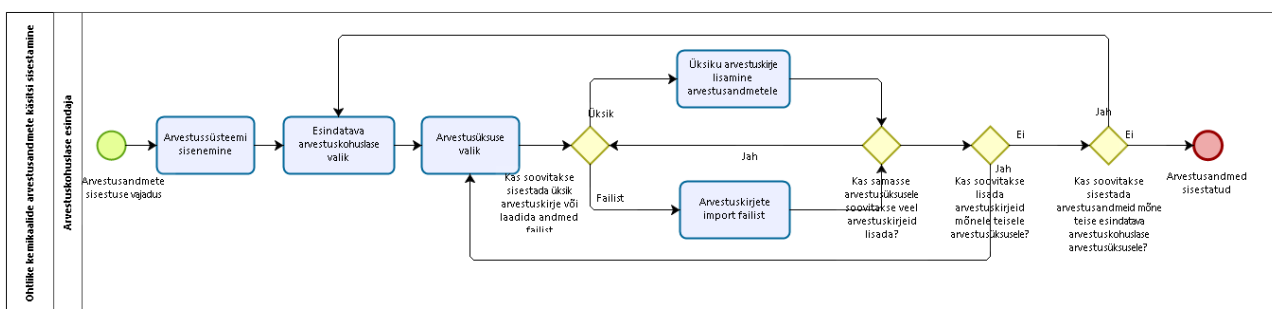 Ohtlike kemikaalide arvestusandmete käsitsi sisestamine
Arvestuskohuslase esindaja
Arvestusandmete
sisestuse vajadus
Arvestussüsteemi
sisenemine
Esindatava
arvestuskohuslase
valik
Arvestusüksuse
valik
Kas soovitakse
sisestada üksik
arvestuskirje või
laadida andmed
failist
Üksik
Failist
Üksiku arvestuskirje
lisamine
arvestusandmetele
Arvestuskirjete
import failist
Jah
Kas samasse
arvestusüksusele
soovitakse veel
arvestuskirjeid
lisada?
Ei
Jah
Kas soovitakse
lisada
arvestuskirjeid
mõnele teisele
arvestusüksusele?
Jah
Ei
Kas soovitakse
sisestada
arvestusandmeid mõne
teise esindatava
arvestuskohuslase
arvestusüksusele?
Arvestusandmed
sisestatud